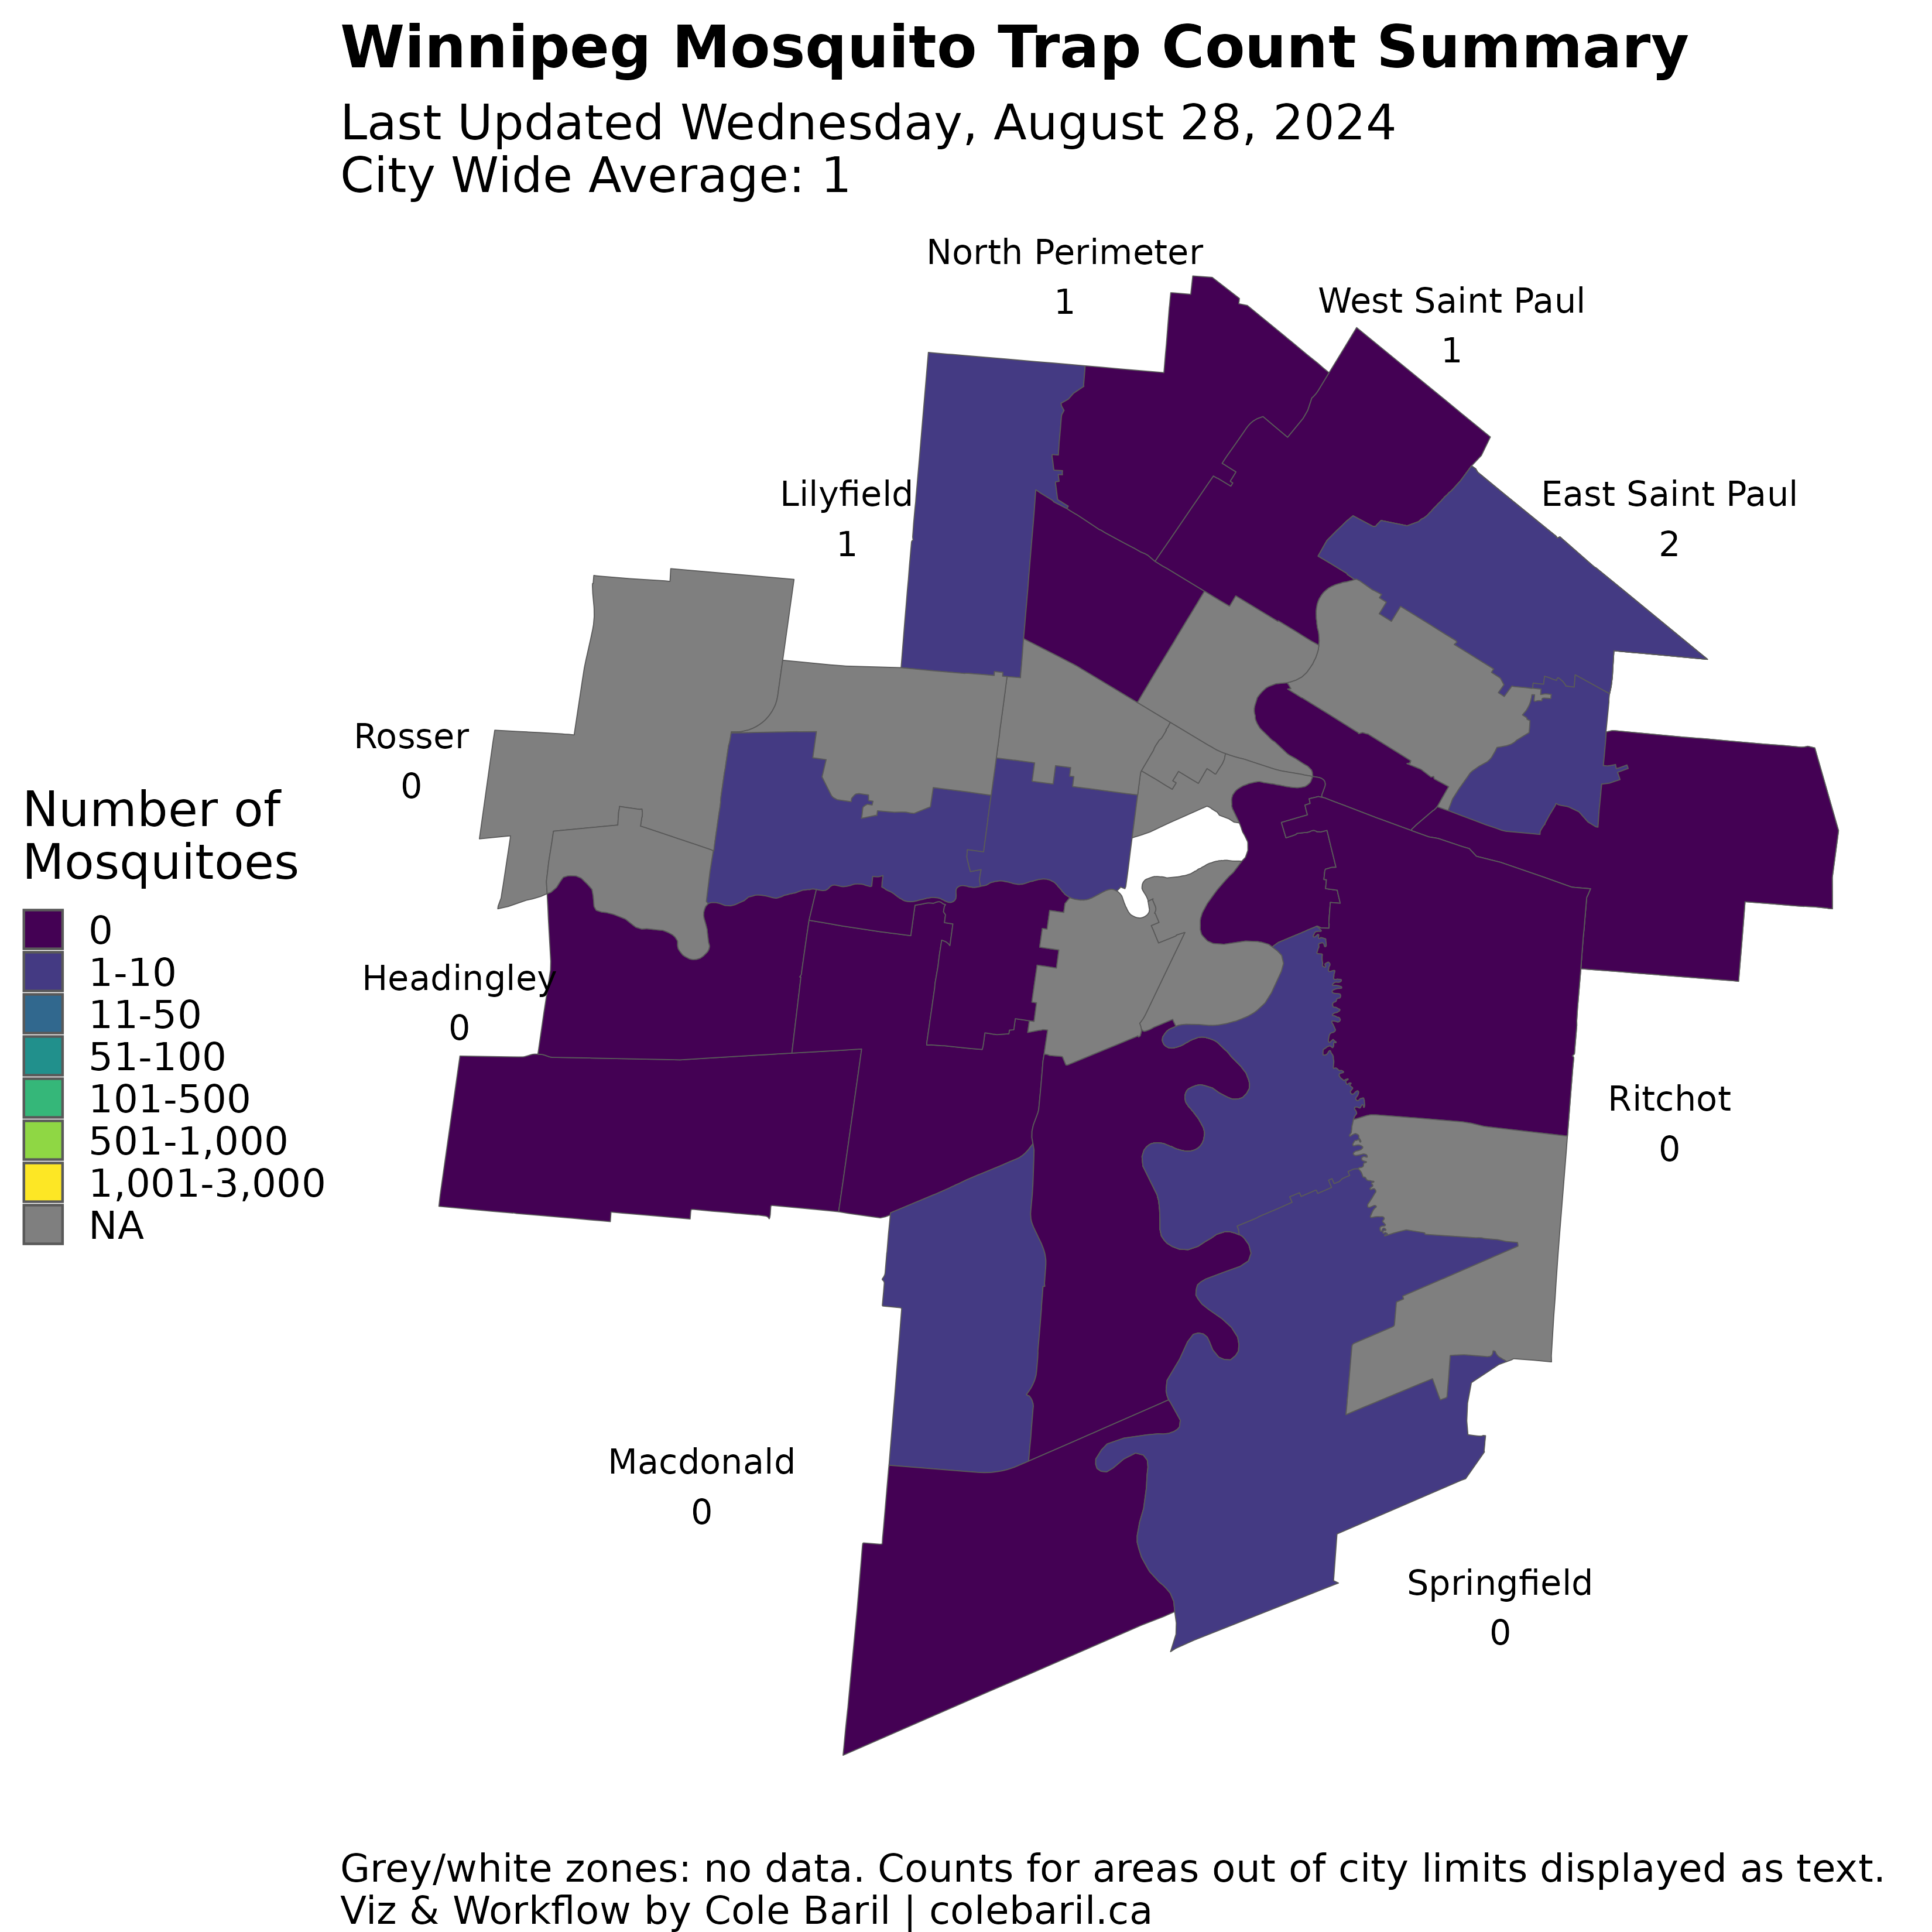 Winnipeg Mosquito Trap Count Summary
Last Updated Wednesday, August 28, 2024
City Wide Average: 1
North Perimeter
1
West Saint Paul
1
Lilyfield
1
East Saint Paul
2
Rosser
0
Number of
Mosquitoes
0
1-10
11-50
51-100
101-500
501-1,000
1,001-3,000
NA
Headingley
0
Ritchot
0
Macdonald
0
Springfield
0
Grey/white zones: no data. Counts for areas out of city limits displayed as text.
Viz & Workflow by Cole Baril | colebaril.ca